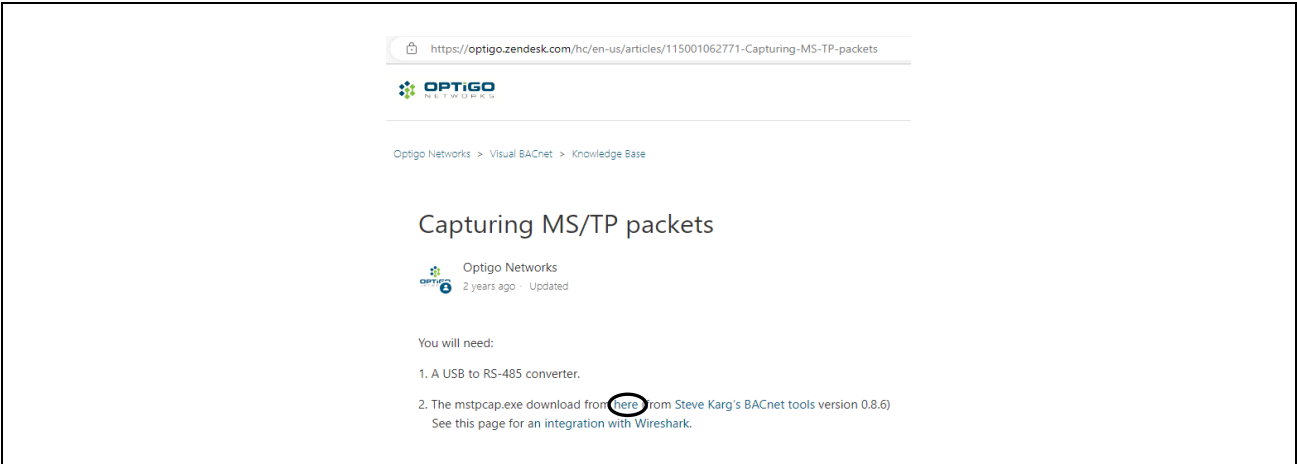 https://optigo.zendesk.com/hc/en-us/articles/115001062771-Capturing-MS-TP-packets
OPTiGO
NETWORKS
Optigo Networks > Visual BACnet > Knowledge Base
Capturing MS/TP packets
OPTiGO
Optigo Networks
2 years ago · Updated
You will need:
1. A USB to RS-485 converter.
2. The mstpcap.exe download from here (from Steve Karg's BACnet tools version 0.8.6)
See this page for an integration with Wireshark.